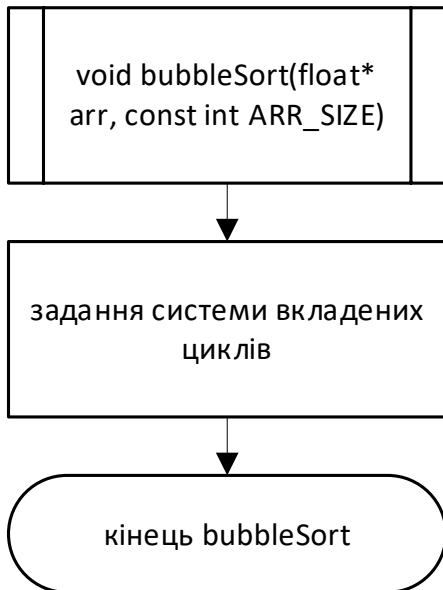 void bubbleSort(float*
arr, const int ARR_SIZE)
задання системи вкладених
циклів
кінець bubbleSort